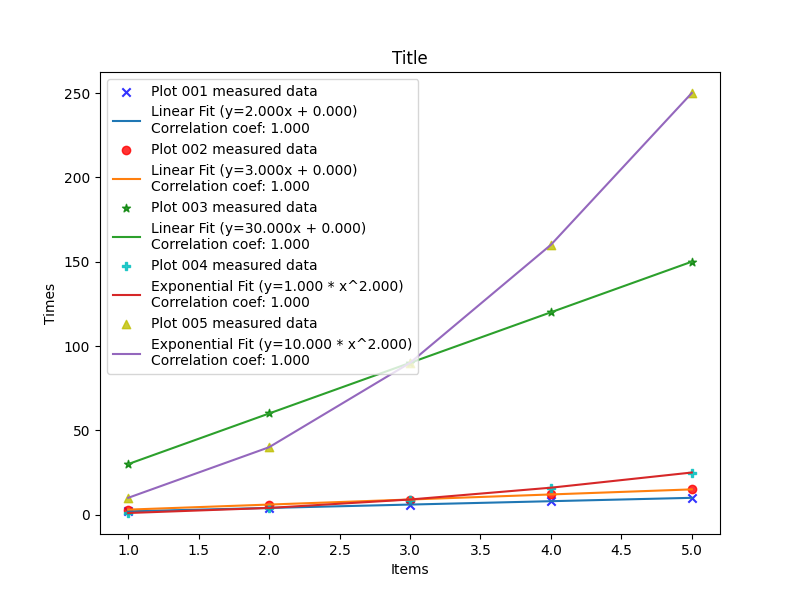 Title
Plot 001 measured data
Linear Fit (y=2.000x + 0.000)
Correlation coef: 1.000
Plot 002 measured data
Linear Fit (y=3.000x + 0.000)
Correlation coef: 1.000
Plot 003 measured data
Linear Fit (y=30.000x + 0.000)
Correlation coef: 1.000
Plot 004 measured data
Exponential Fit (y=1.000 * x^2.000)
Correlation coef: 1.000
Plot 005 measured data
Exponential Fit (y=10.000 * x^2.000)
Correlation coef: 1.000
Times
250
200
150
100
50
0
1.0 1.5 2.0 2.5 3.0 3.5 4.0 4.5 5.0
Items